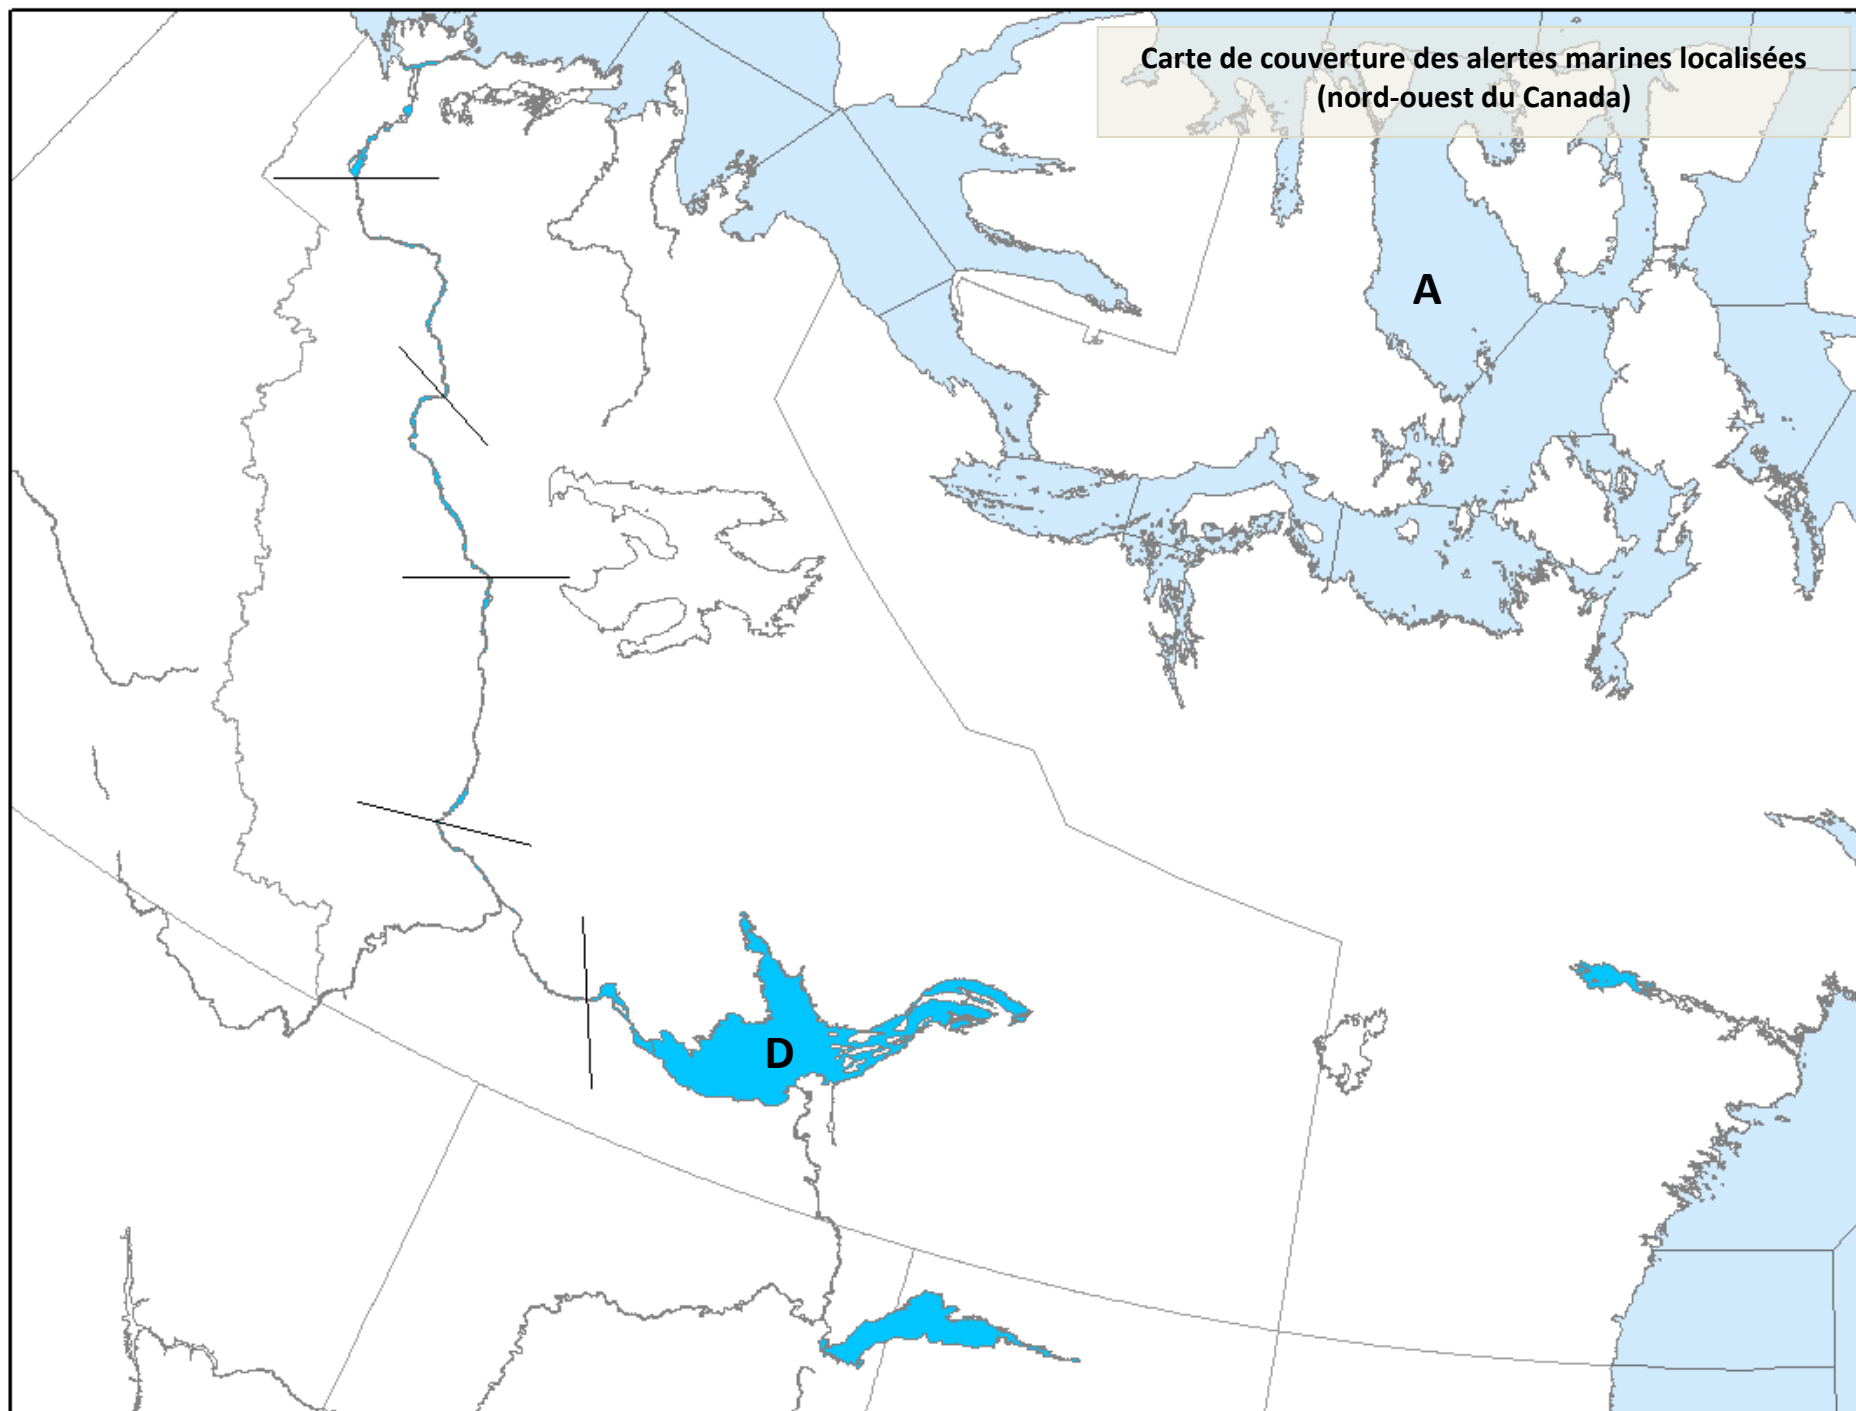 Carte de couverture des alertes marines localisées
(nord-ouest du Canada)
A
D